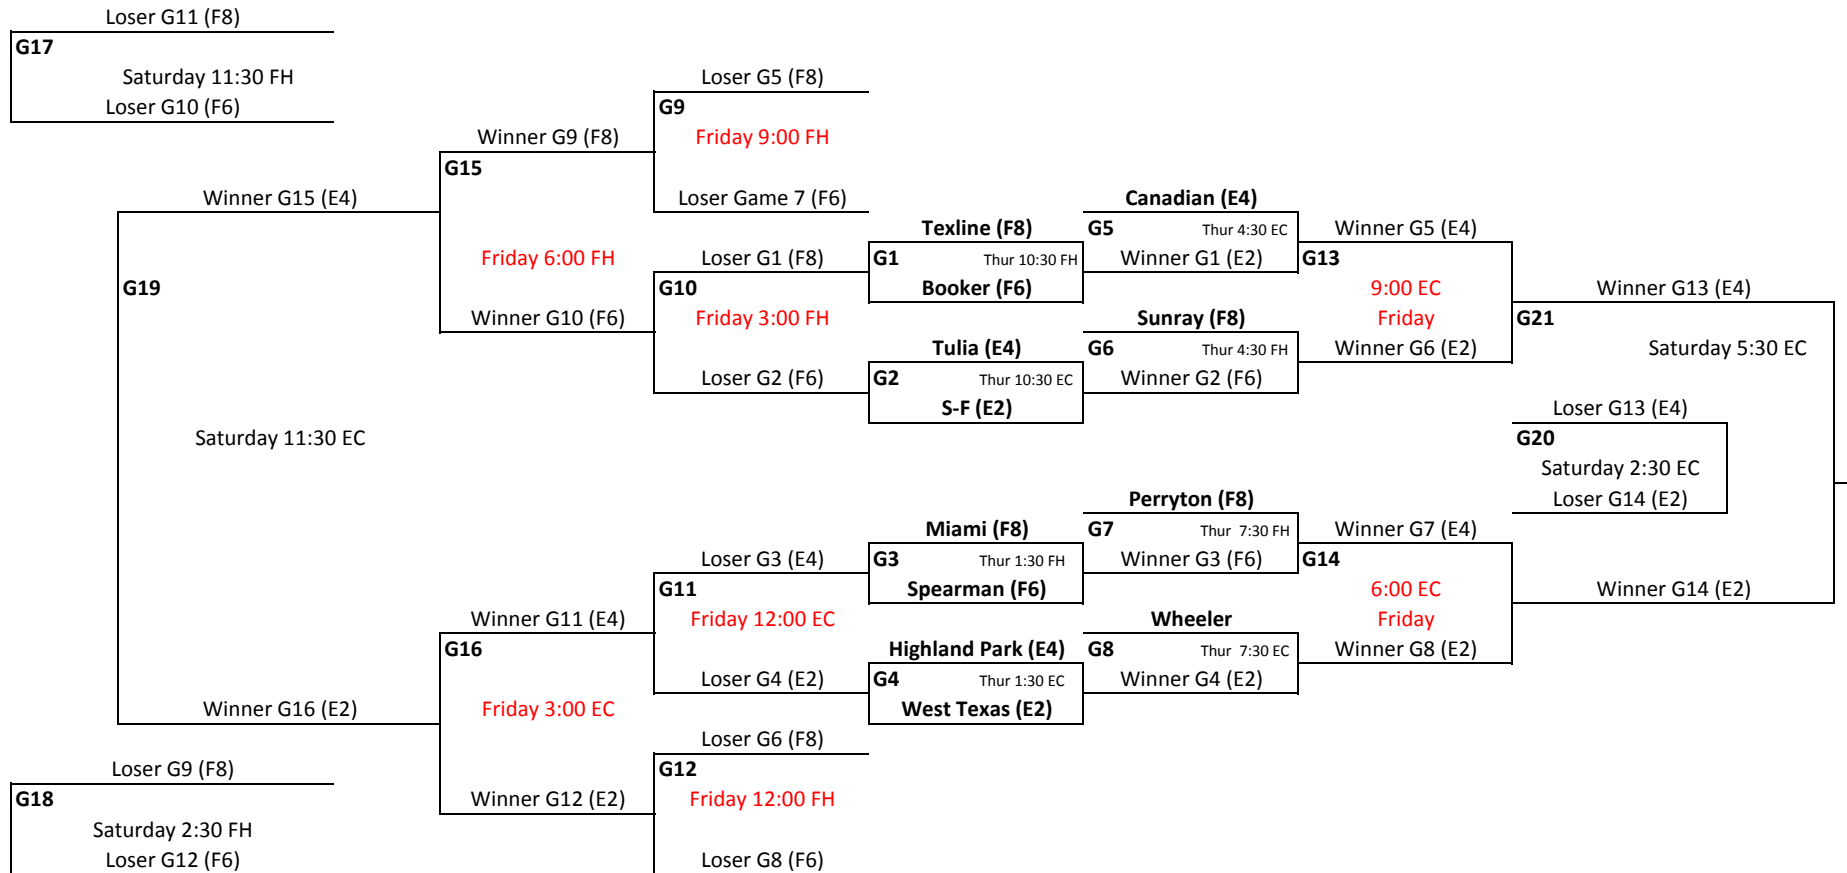 Loser G11 (F8)
G17
Saturday 11:30 FH
Loser G10 (F6)
Loser G5 (F8)
G9
Winner G9 (F8)
Friday 9:00 FH
G15
Winner G15 (E4)
Loser Game 7 (F6)
Canadian (E4)
Texline (F8)
G5
Thur 4:30 EC
Winner G5 (E4)
Friday 6:00 FH
Loser G1 (F8)
G1
Thur 10:30 FH
Winner G1 (E2)
G13
G19
G10
Booker (F6)
9:00 EC
Winner G13 (E4)
Winner G10 (F6)
Friday 3:00 FH
Sunray (F8)
Friday
G21
Tulia (E4)
G6
Thur 4:30 FH
Winner G6 (E2)
Saturday 5:30 EC
Loser G2 (F6)
G2
Thur 10:30 EC
Winner G2 (F6)
S-F (E2)
Loser G13 (E4)
Saturday 11:30 EC
G20
Saturday 2:30 EC
Perryton (F8)
Loser G14 (E2)
Miami (F8)
G7
Thur 7:30 FH
Winner G7 (E4)
Loser G3 (E4)
G3
Thur 1:30 FH
Winner G3 (F6)
G14
G11
Spearman (F6)
6:00 EC
Winner G14 (E2)
Winner G11 (E4)
Friday 12:00 EC
Wheeler
Friday
G16
Highland Park (E4)
G8
Thur 7:30 EC
Winner G8 (E2)
Loser G4 (E2)
G4
Thur 1:30 EC
Winner G4 (E2)
Winner G16 (E2)
Friday 3:00 EC
West Texas (E2)
Loser G6 (F8)
Loser G9 (F8)
G12
G18
Winner G12 (E2)
Friday 12:00 FH
Saturday 2:30 FH
Loser G12 (F6)
Loser G8 (F6)